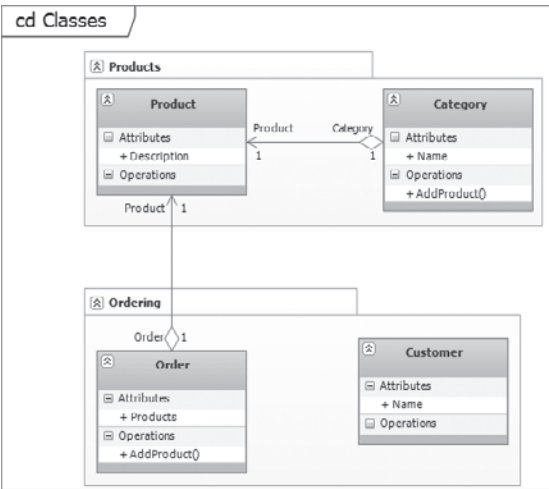 cd Classes
Products
Product
Attributes
+ Description
Operations
Product
1
Category
1
Category
Attributes
+ Name
Operations
+ AddProduct()
Product
1
Ordering
Order
1
Order
Attributes
+ Products
Operations
+ AddProduct()
Customer
Attributes
+ Name
Operations